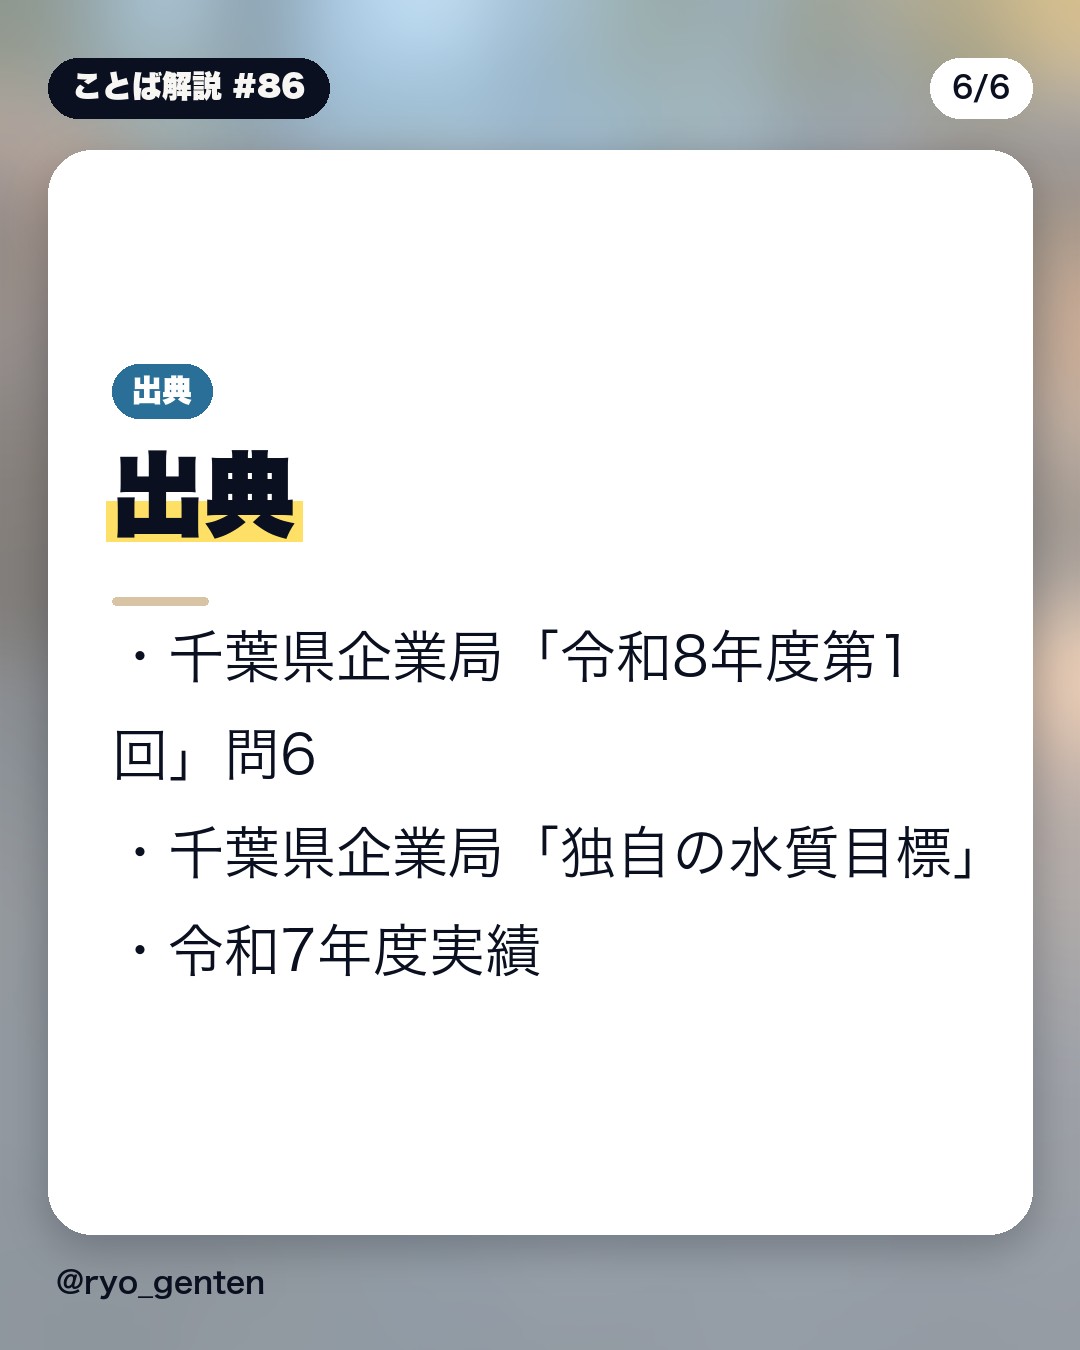 ことば解説 #86
6/6
出典
出典
・千葉県企業局「令和8年度第1
回」問6
・千葉県企業局「独自の水質目標」
・令和7年度実績
@ryo_genten